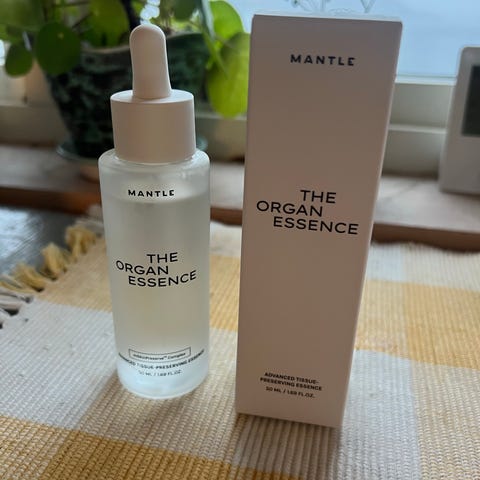 MANTLE
THE
ORGAN
ESSENCE
ADVANCED TISSUE-PRESERVING ESSENCE
50 ML / 1.69 FL.OZ.
MANTLE
THE
ORGAN
ESSENCE
ADVANCED TISSUE-
PRESERVING ESSENCE
50 ML / 1.69 FL.OZ.